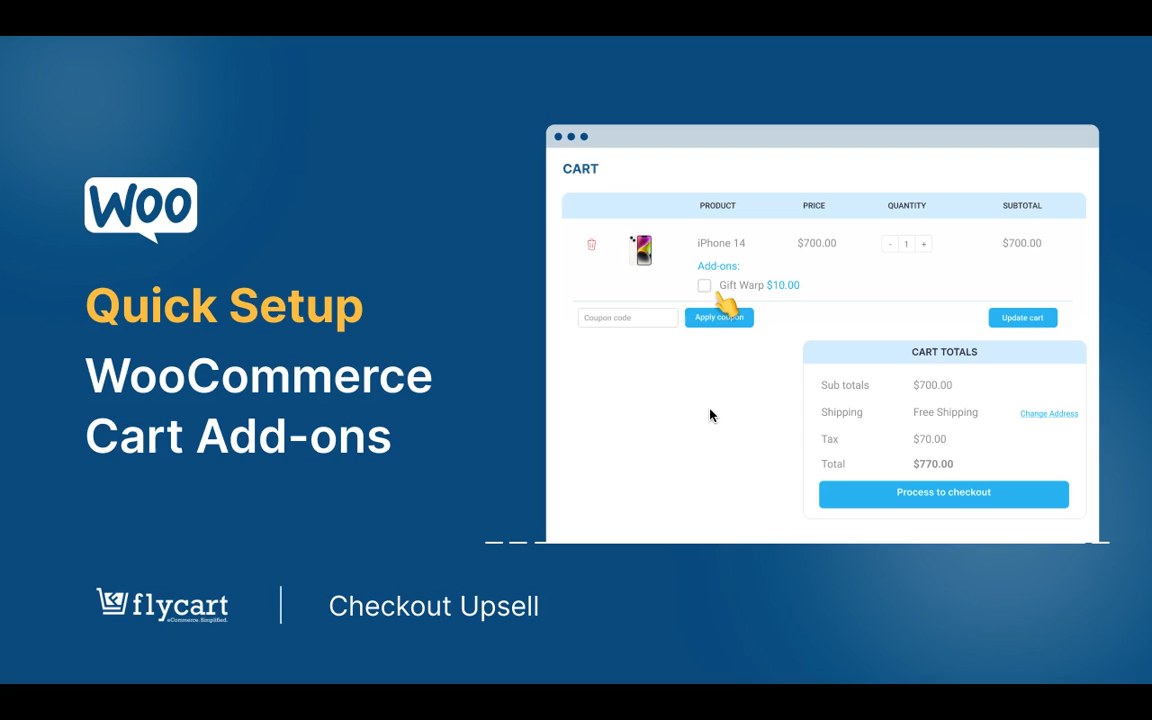 WOO
Quick Setup
WooCommerce
Cart Add-ons
flycart
eCommerce. Simplified.
Checkout Upsell
CART
PRODUCT PRICE QUANTITY SUBTOTAL
iPhone 14 $700.00 - 1 + $700.00
Add-ons:
Gift Warp $10.00
Coupon code Apply coupon Update cart
CART TOTALS
Sub totals $700.00
Shipping Free Shipping Change Address
Tax $70.00
Total $770.00
Process to checkout